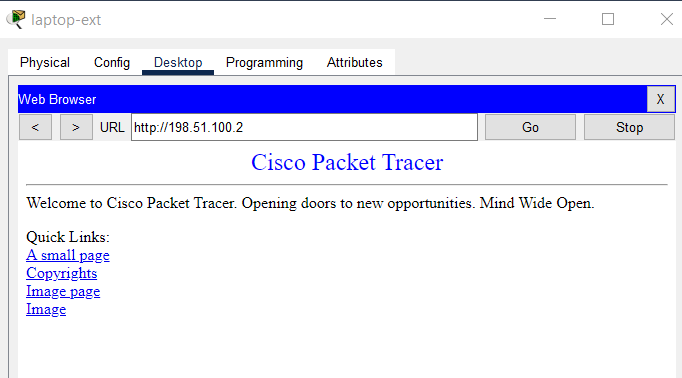 laptop-ext
Physical Config Desktop Programming Attributes
Web Browser X
< > URL http://198.51.100.2 Go Stop
Cisco Packet Tracer
Welcome to Cisco Packet Tracer. Opening doors to new opportunities. Mind Wide Open.
Quick Links:
A small page
Copyrights
Image page
Image